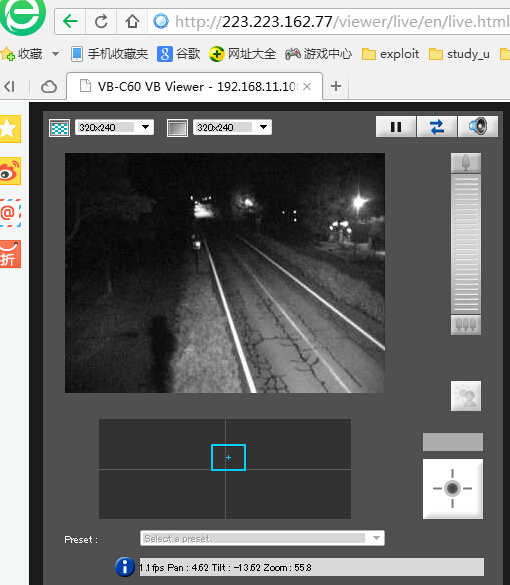 http://223.223.162.77/viewer/live/en/live.html
收藏 手机收藏夹 谷歌 网址大全 游戏中心 exploit study_u
VB-C60 VB Viewer - 192.168.11.10
320x240 320x240
折
Preset :
Select a preset.
1.1fps Pan : 4.62 Tilt : -13.62 Zoom : 55.8